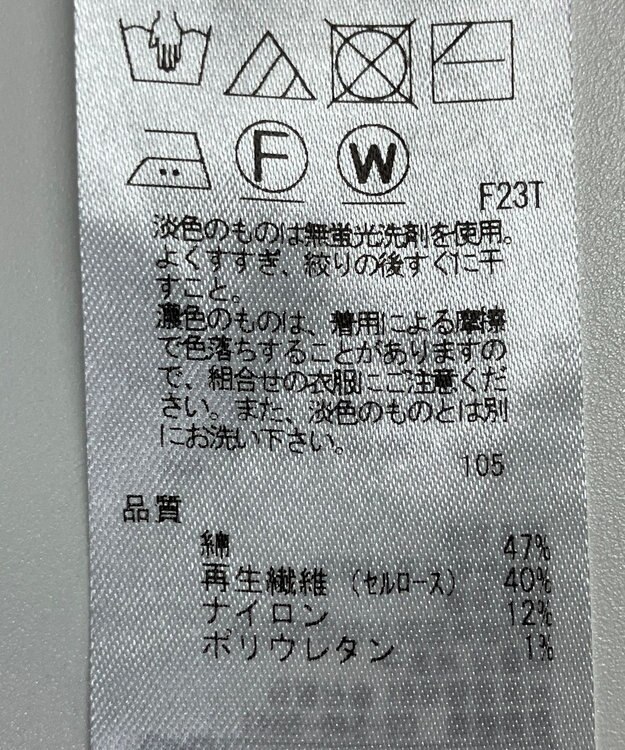 F W
F23T
淡色のものは無蛍光洗剤を使用。
よくすすぎ、絞りの後すぐに干
すこと。
濃色のものは、着用による摩擦
で色落ちすることがありますの
で、組合せの衣服にご注意くだ
さい。また、淡色のものとは別
にお洗い下さい。
105
品質
綿 47%
再生繊維 (セルロース) 40%
ナイロン 12%
ポリウレタン 1%